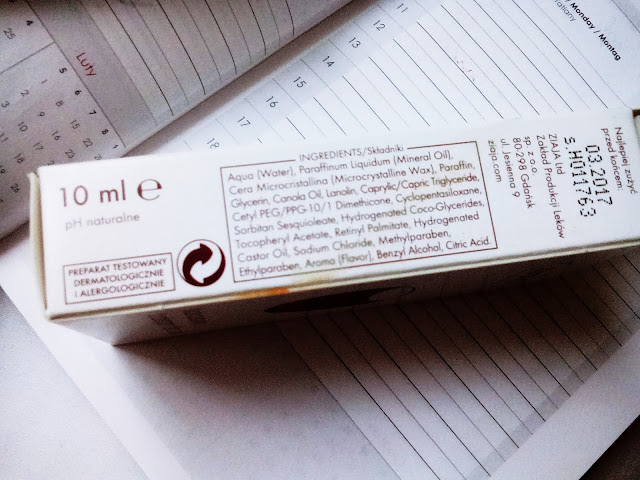 INGREDIENTS/Składniki
Aqua (Water), Paraffinum Liquidum (Mineral Oil),
Cera Microcristallina (Microcrystalline Wax), Paraffin,
Glycerin, Canola Oil, Lanolin, Caprylic/Capric Triglyceride,
Cetyl PEG/PPG-10/1 Dimethicone, Cyclopentasiloxane,
Sorbitan Sesquioleate, Hydrogenated Coco-Glycerides,
Tocopheryl Acetate, Retinyl Palmitate, Hydrogenated
Castor Oil, Sodium Chloride, Methylparaben,
Ethylparaben, Aroma (Flavor), Benzyl Alcohol, Citric Acid.
10 ml e
pH naturalne
PREPARAT TESTOWANY
DERMATOLOGICZNIE
I ALERGOLOGICZNIE
Najlepiej zużyć
przed końcem:
03.2017
S.H011763
ZIAJA Ltd
Zakład Produkcji Leków
sp. z o.o.
80-298 Gdańsk
ul. Jesienna 9
ziaja.com
Luty
Monday / Montag
11
12
13
14
15
16
17
18